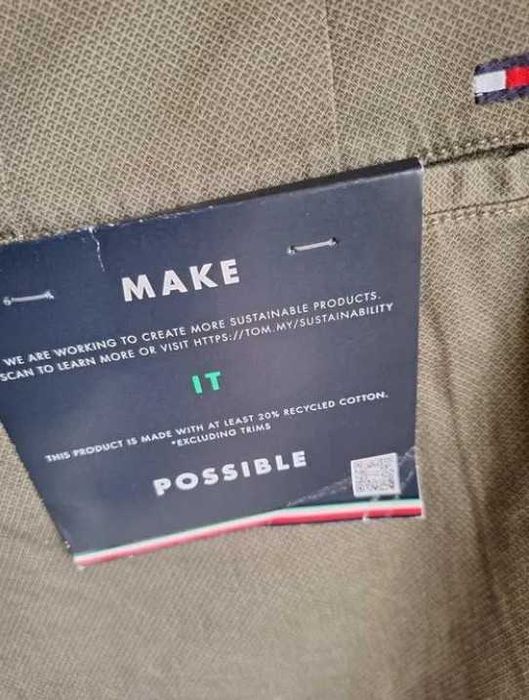 MAKE
WE ARE WORKING TO CREATE MORE SUSTAINABLE PRODUCTS.
SCAN TO LEARN MORE OR VISIT HTTPS://TOM.MY/SUSTAINABILITY
IT
THIS PRODUCT IS MADE WITH AT LEAST 20% RECYCLED COTTON.
*EXCLUDING TRIMS
POSSIBLE